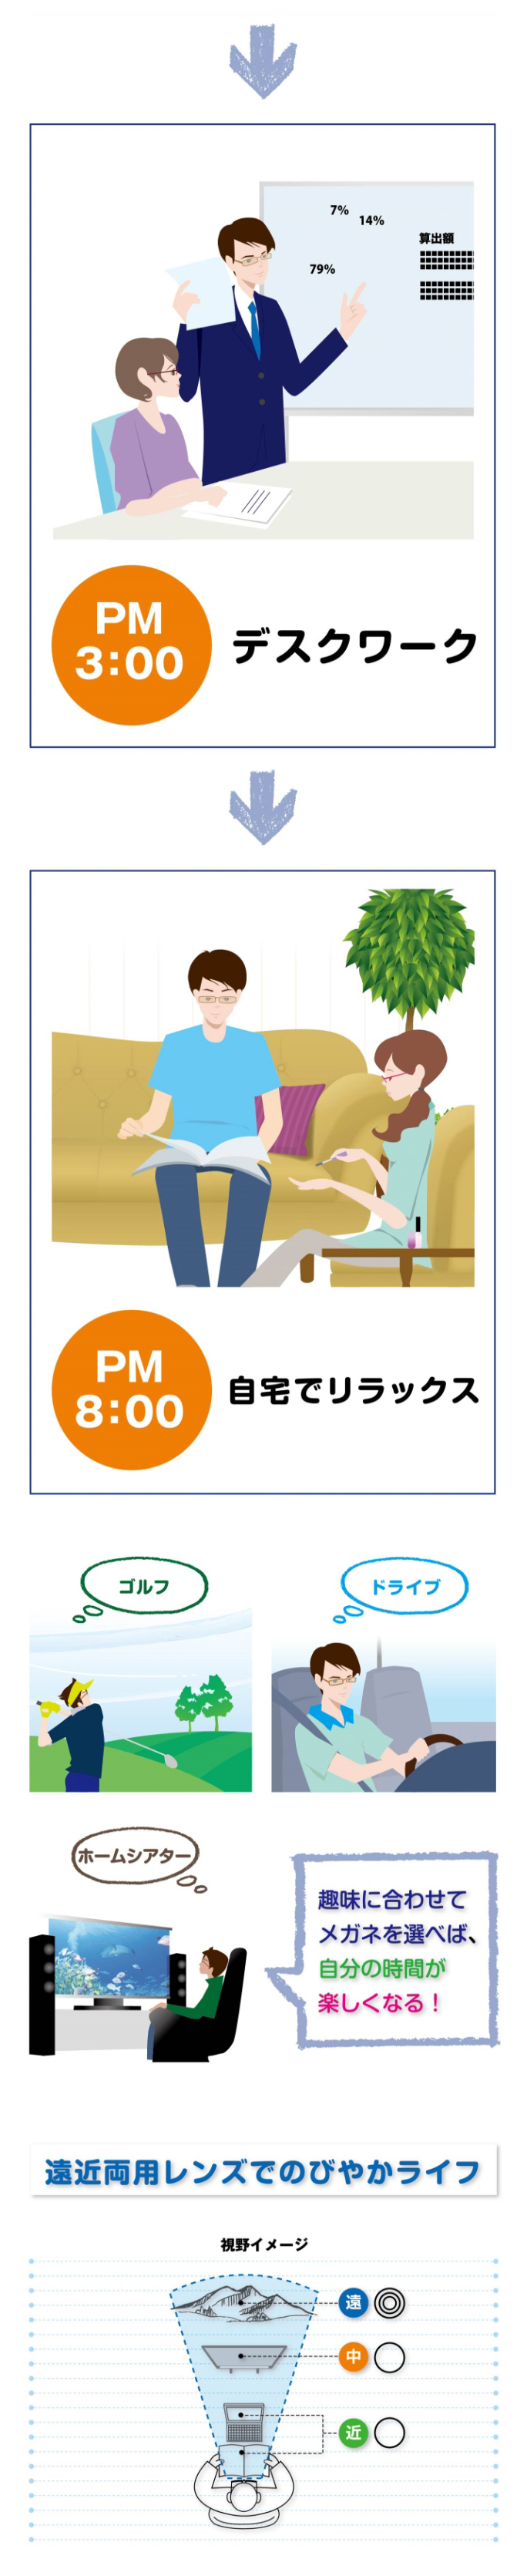 7%
14%
算出額
79%
PM
3:00
デスクワーク
PM
8:00
自宅でリラックス
ゴルフ
ドライブ
ホームシアター
趣味に合わせて
メガネを選べば、
自分の時間が
楽しくなる！
遠近両用レンズでのびやかライフ
視野イメージ
遠 ◎
中 ○
近 ○